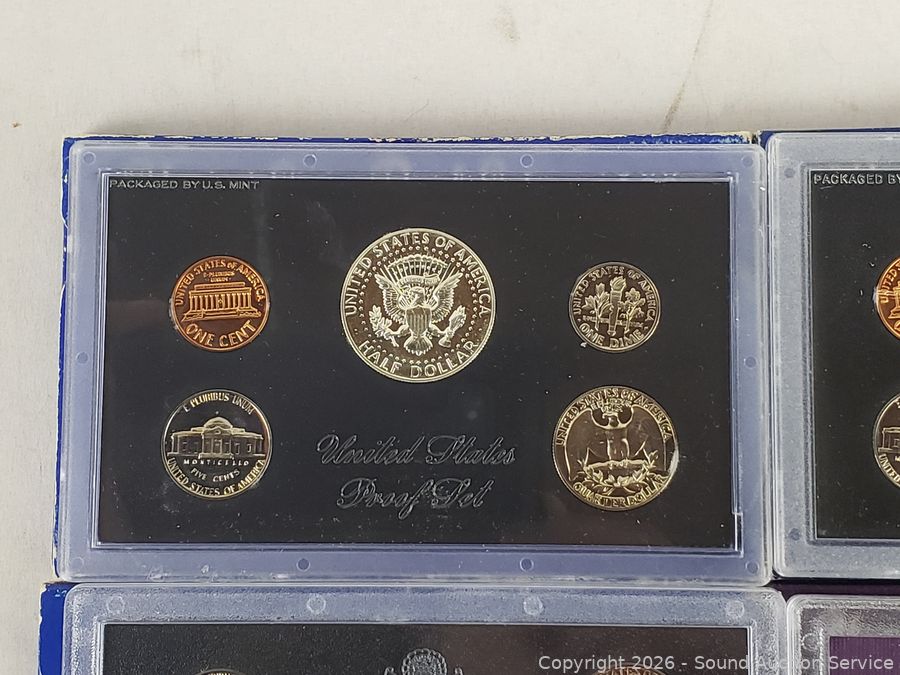 PACKAGED BY U.S. MINT
PACKAGED BY
UNITED STATES OF AMERICA
E PLURIBUS
UNUM
ONE CENT
UNITED STATES OF AMERICA
HALF DOLLAR
UNITED STATES OF AMERICA
ONE DIME
E PLURIBUS UNUM
MONTICELLO
FIVE CENTS
UNITED STATES OF AMERICA
UNITED STATES OF AMERICA
QUARTER DOLLAR
United States
Proof Set
Copyright 2026 - Sound Auction Service